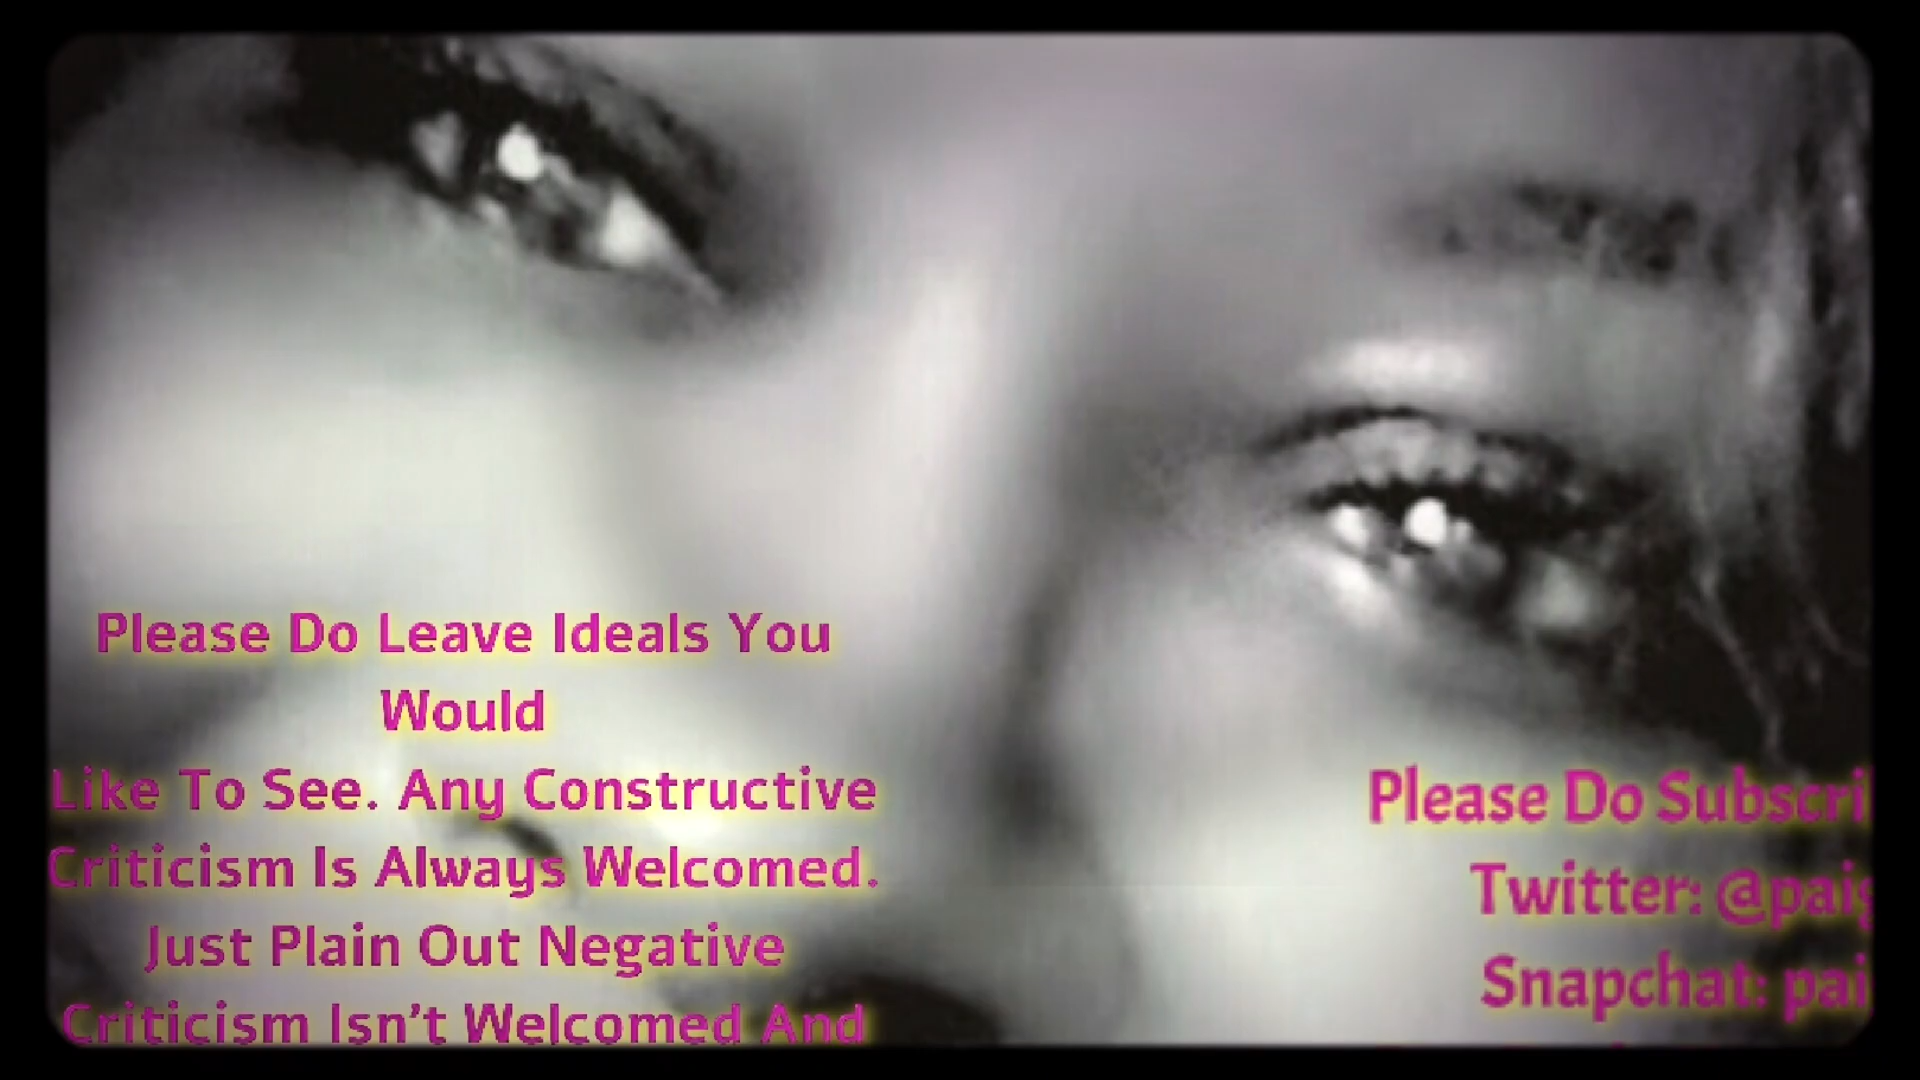 Please Do Leave Ideals You
Would
Like To See. Any Constructive
Criticism Is Always Welcomed.
Just Plain Out Negative
Criticism Isn't Welcomed And
Please Do Subscri
Twitter: @paig
Snapchat: pai